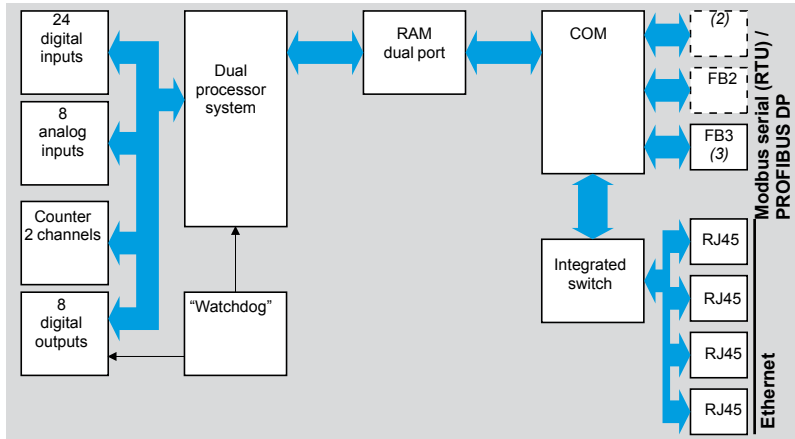 24
digital
inputs
8
analog
inputs
Counter
2 channels
8
digital
outputs
Dual
processor
system
“Watchdog”
RAM
dual port
COM
Integrated
switch
(2)
FB2
FB3
(3)
RJ45
RJ45
RJ45
RJ45
Modbus serial (RTU) /
PROFIBUS DP
Ethernet